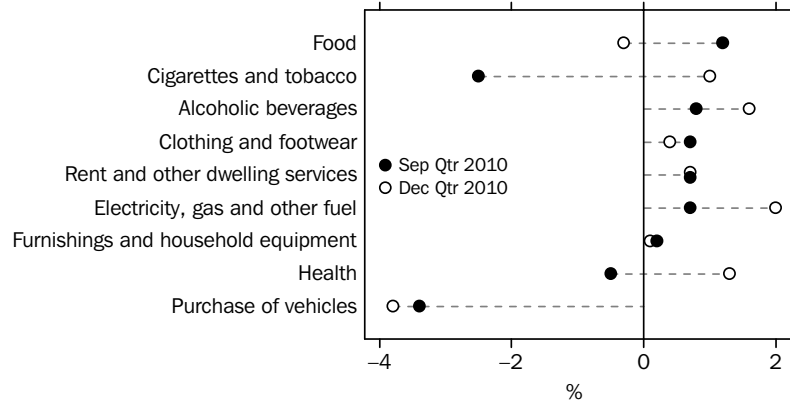 Food
Cigarettes and tobacco
Alcoholic beverages
Clothing and footwear
Rent and other dwelling services
Electricity, gas and other fuel
Furnishings and household equipment
Health
Purchase of vehicles
Sep Qtr 2010
Dec Qtr 2010
–4 –2 0 2
%